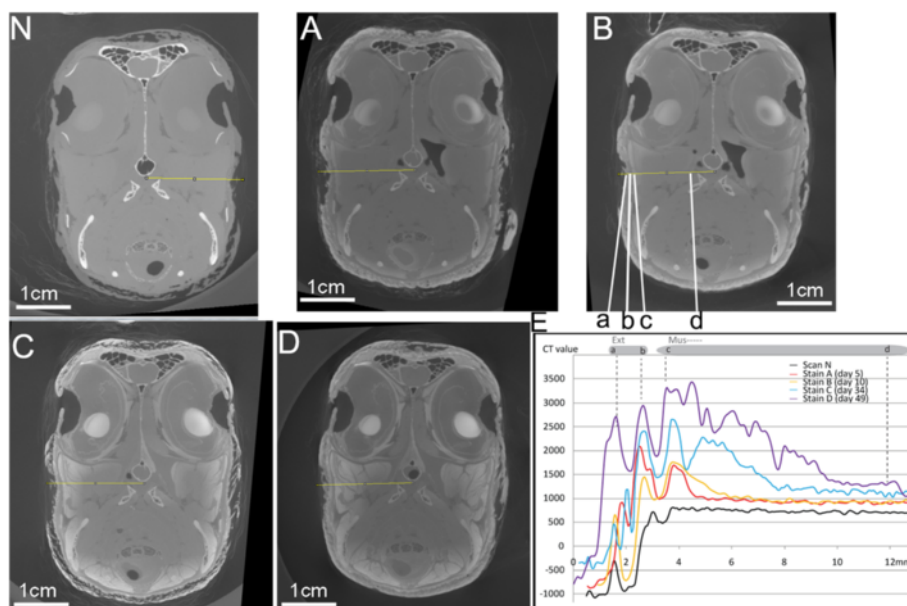 N
A
B
1cm
1cm
1cm
a b c d
C
D
E
1cm
1cm
Ext Mus
a b c d
CT value
Scan N
Stain A (day 5)
Stain B (day 10)
Stain C (day 34)
Stain D (day 49)
3500
3000
2500
2000
1500
1000
500
0 2 4 6 8 10 12mm
-500
-1000